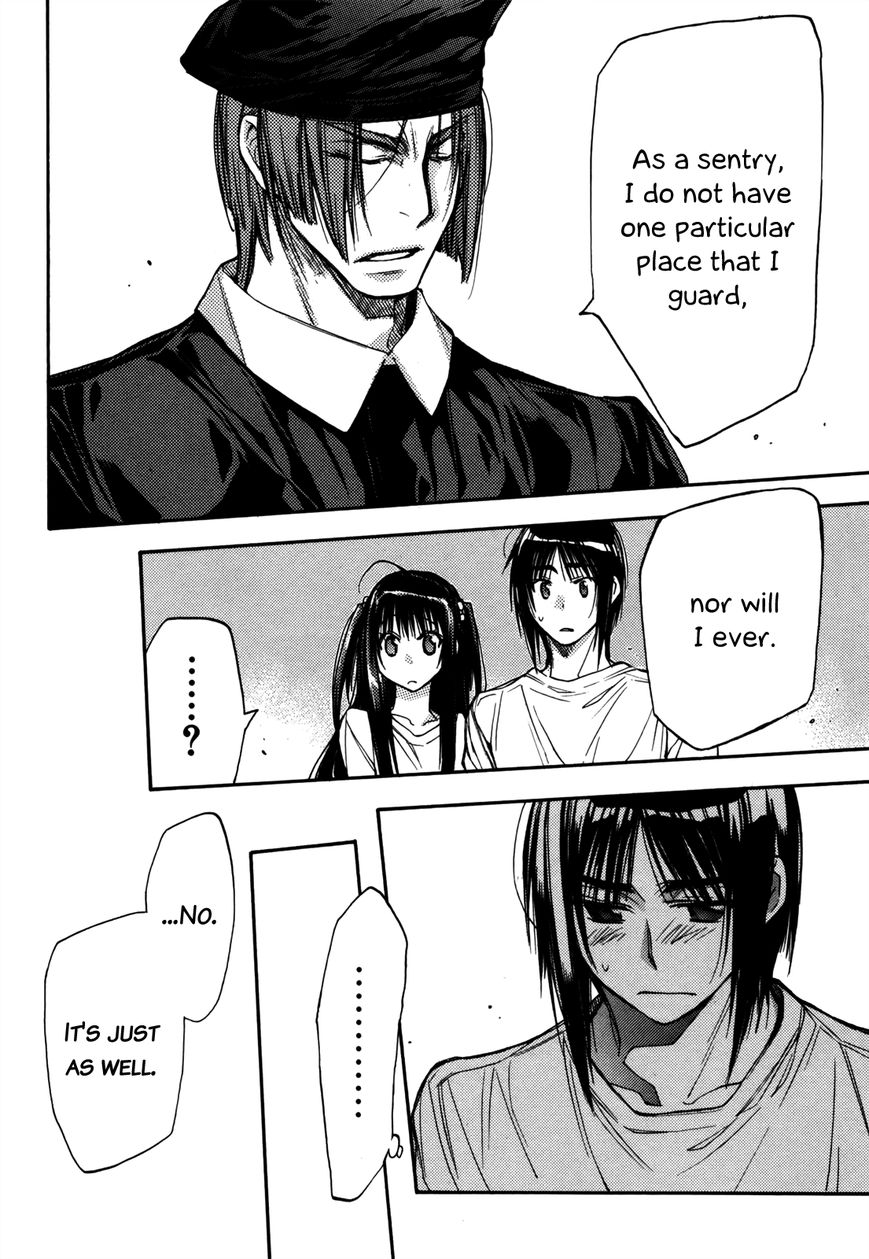 As a sentry,
I do not have
one particular
place that I
guard,
nor will
I ever.
......?
..........
...No.
It's just
as well.